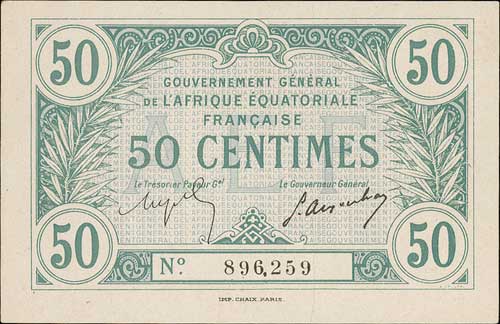 50 50
GOUVERNEMENT GÉNÉRAL
DE L'AFRIQUE ÉQUATORIALE
FRANÇAISE
AEF
50 CENTIMES
Le Trésorier Payeur Gal Le Gouverneur Général
50 50
No. 896,259
IMP. CHAIX. PARIS.